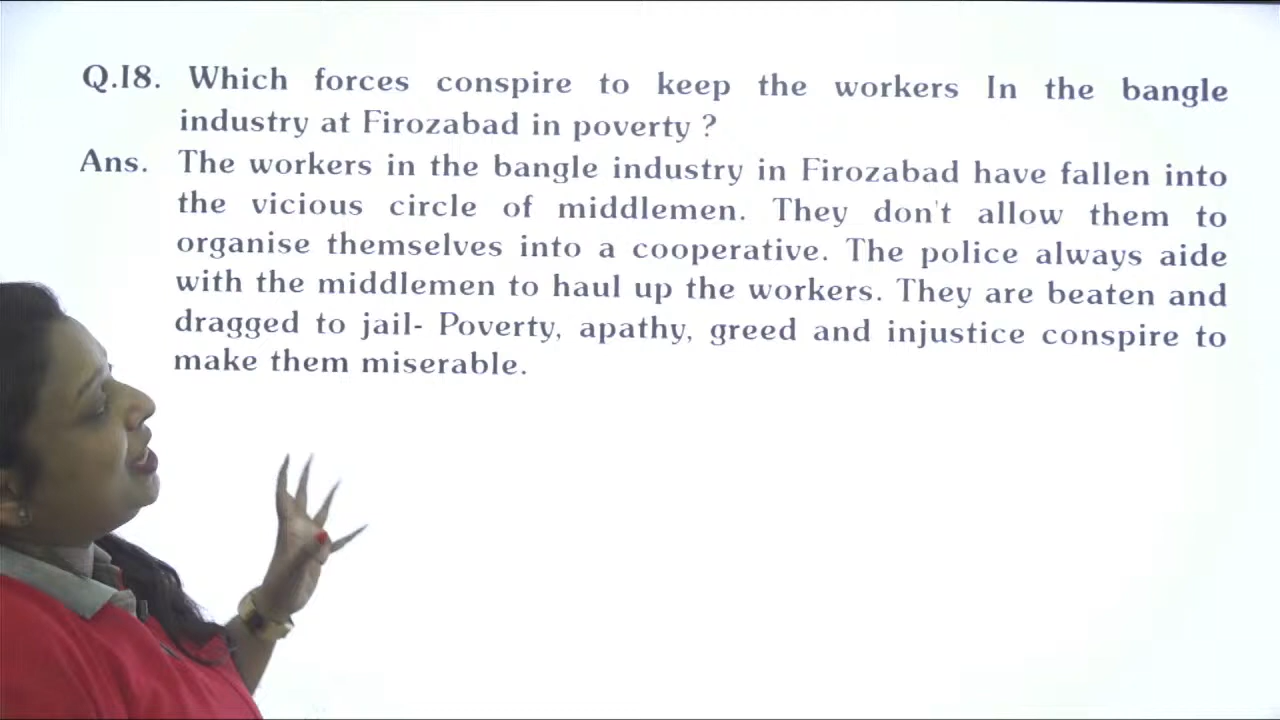 Q.18. Which forces conspire to keep the workers In the bangle
industry at Firozabad in poverty ?
Ans. The workers in the bangle industry in Firozabad have fallen into
the vicious circle of middlemen. They don't allow them to
organise themselves into a cooperative. The police always aide
with the middlemen to haul up the workers. They are beaten and
dragged to jail- Poverty, apathy, greed and injustice conspire to
make them miserable.